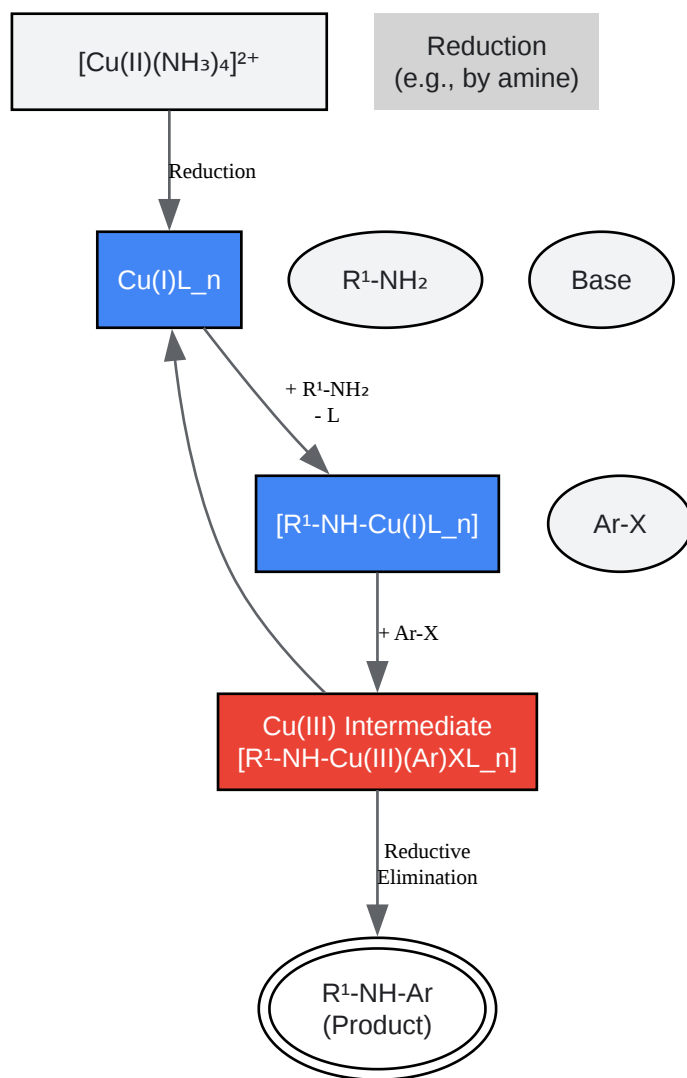 [Cu(II)(NH₃)₄]²⁺
Reduction
(e.g., by amine)
Reduction
Cu(I)L_n
R¹-NH₂
Base
+ R¹-NH₂
- L
[R¹-NH-Cu(I)L_n]
Ar-X
+ Ar-X
Cu(III) Intermediate
[R¹-NH-Cu(III)(Ar)XL_n]
Reductive
Elimination
R¹-NH-Ar
(Product)